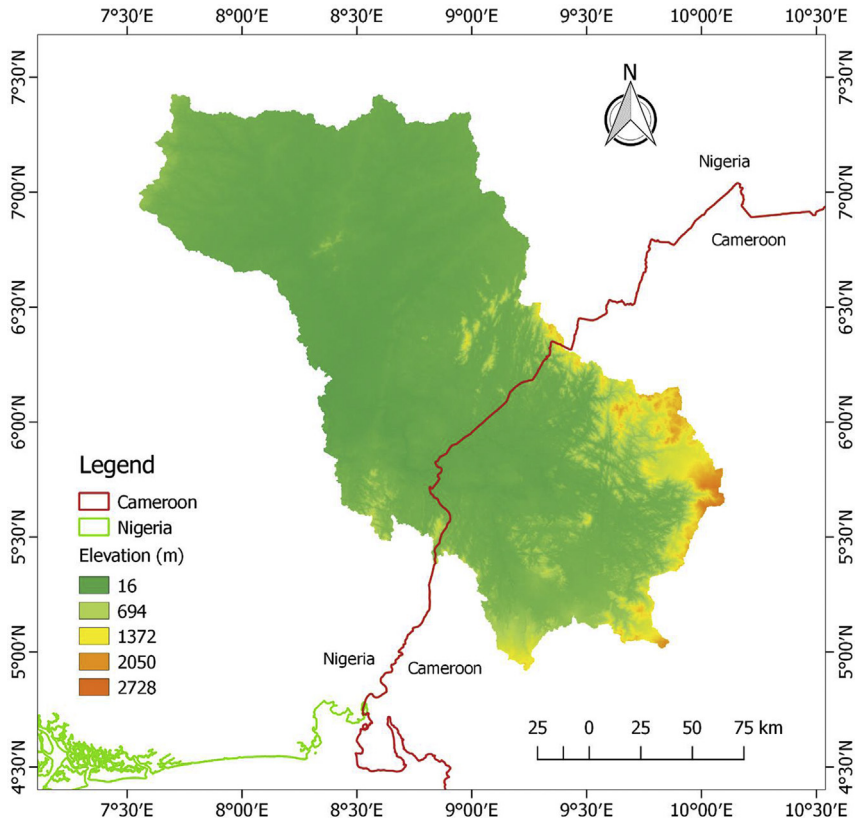 7°30'E 8°00'E 8°30'E 9°00'E 9°30'E 10°00'E 10°30'E
7°30'N 7°30'N
N
Nigeria
7°00'N 7°00'N
Cameroon
6°30'N 6°30'N
6°00'N 6°00'N
Legend
Cameroon
Nigeria
5°30'N 5°30'N
Elevation (m)
16
694
1372
2050
2728
5°00'N 5°00'N
Nigeria Cameroon
25 0 25 50 75 km
4°30'N 4°30'N
7°30'E 8°00'E 8°30'E 9°00'E 9°30'E 10°00'E 10°30'E